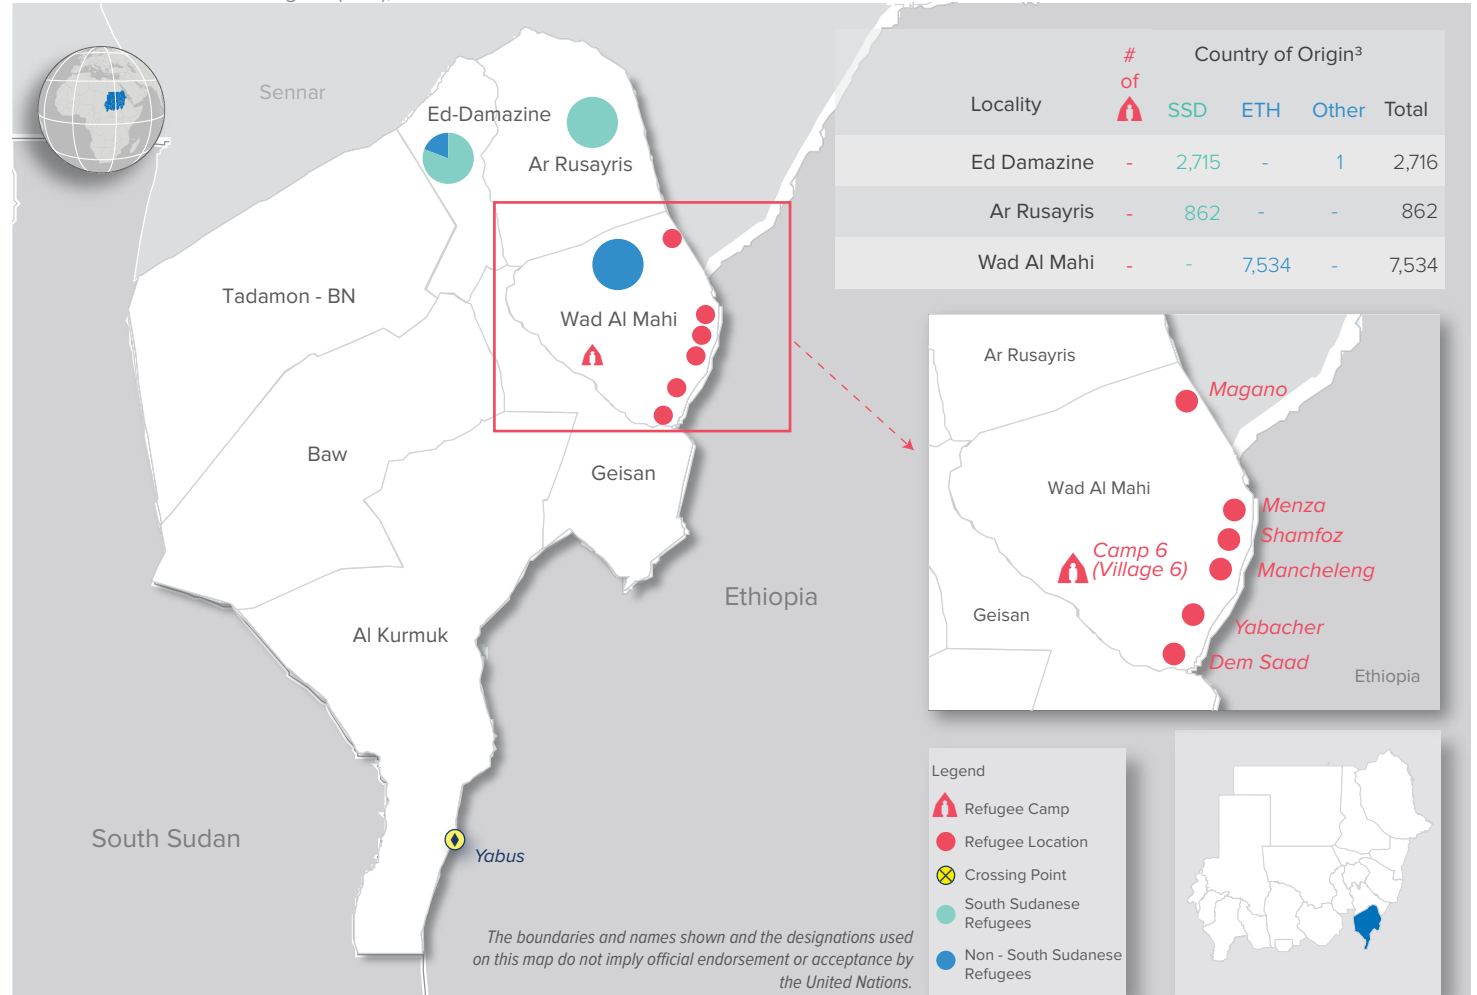 Sennar
Ed-Damazine
Ar Rusayris
Tadamon - BN
Wad Al Mahi
Baw
Geisan
Ethiopia
Al Kurmuk
South Sudan
Yabus
The boundaries and names shown and the designations used
on this map do not imply official endorsement or acceptance by
the United Nations.
# of Country of Origin³
Locality SSD ETH Other Total
Ed Damazine - 2,715 - 1 2,716
Ar Rusayris - 862 - - 862
Wad Al Mahi - - 7,534 - 7,534
Ar Rusayris
Magano
Wad Al Mahi
Menza
Shamfoz
Camp 6
(Village 6)
Mancheleng
Geisan
Yabacher
Dem Saad
Ethiopia
Legend
Refugee Camp
Refugee Location
Crossing Point
South Sudanese
Refugees
Non - South Sudanese
Refugees